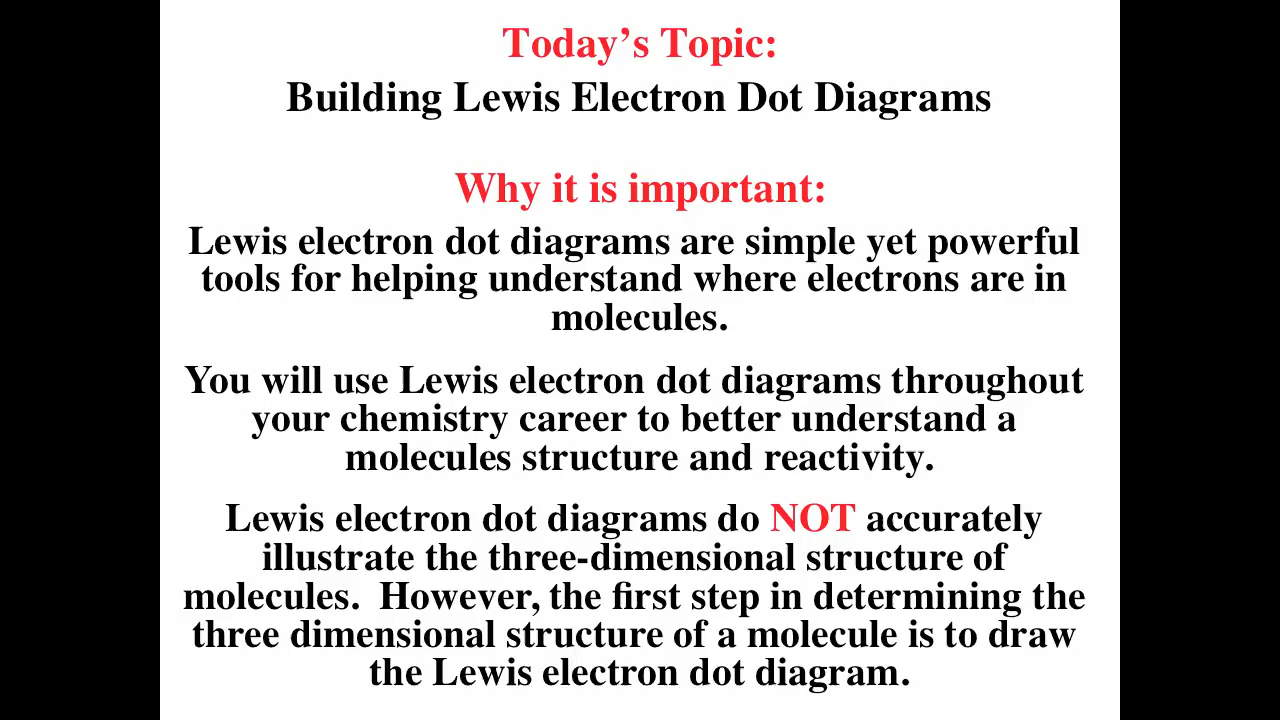 Today’s Topic:
Building Lewis Electron Dot Diagrams
Why it is important:
Lewis electron dot diagrams are simple yet powerful
tools for helping understand where electrons are in
molecules.
You will use Lewis electron dot diagrams throughout
your chemistry career to better understand a
molecules structure and reactivity.
Lewis electron dot diagrams do NOT accurately
illustrate the three-dimensional structure of
molecules.  However, the first step in determining the
three dimensional structure of a molecule is to draw
the Lewis electron dot diagram.